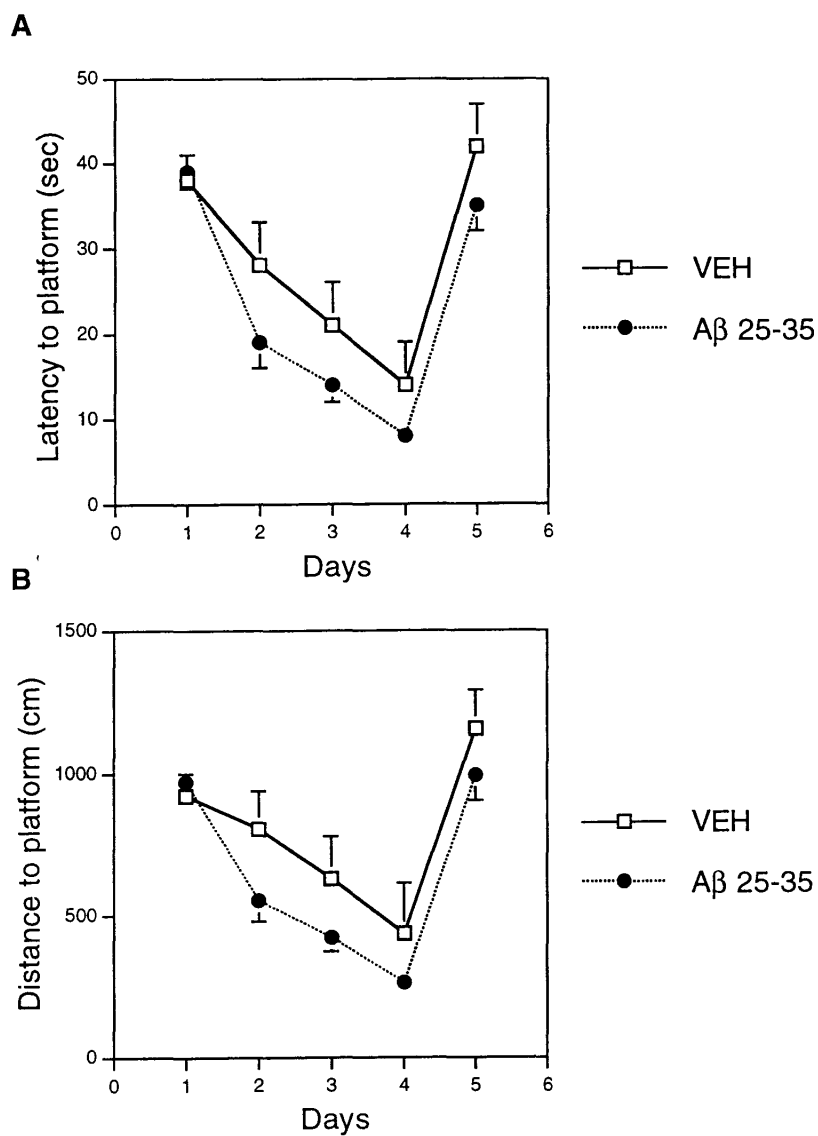 A
50
40
30
20
10
0
Latency to platform (sec)
0 1 2 3 4 5 6
Days
VEH
Aβ 25-35
B
1500
1000
500
0
Distance to platform (cm)
0 1 2 3 4 5 6
Days
VEH
Aβ 25-35